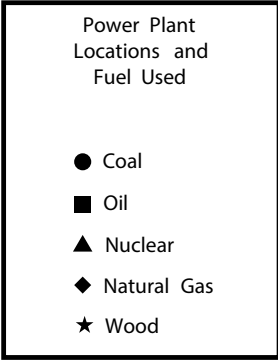 Power Plant
Locations and
Fuel Used
Coal
Oil
Nuclear
Natural Gas
Wood